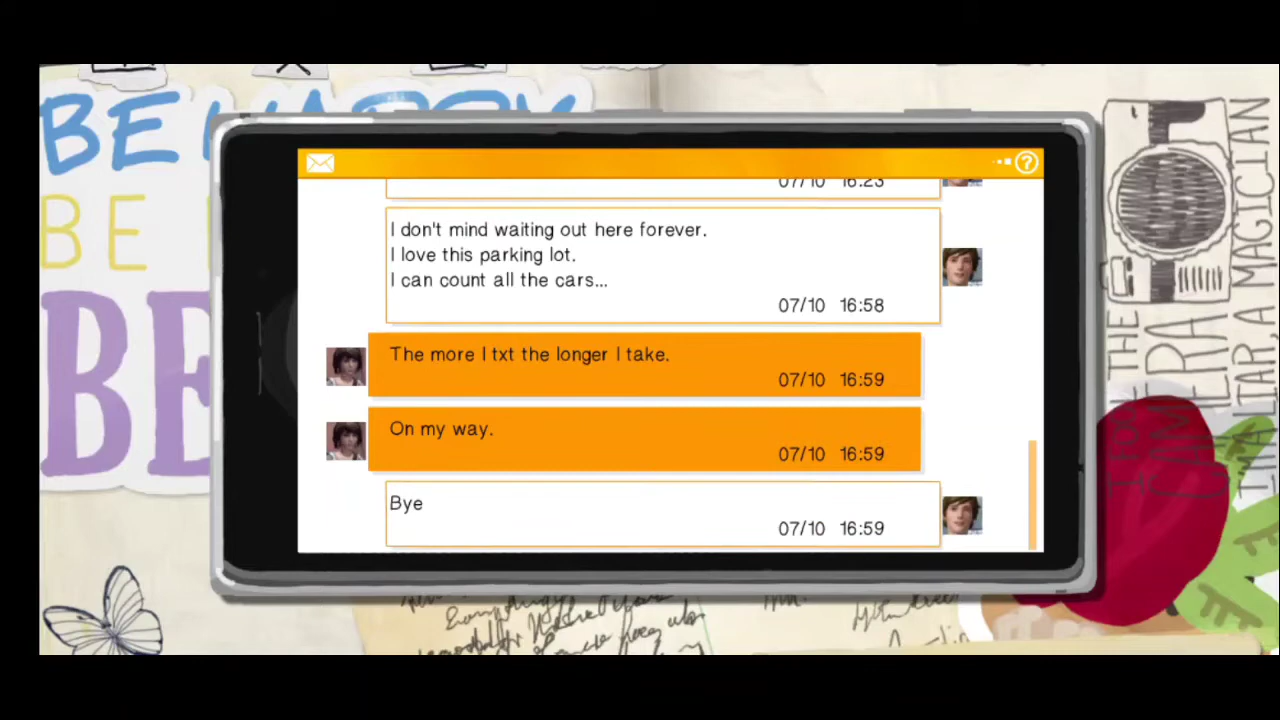 BE HAPPY
BE
BE
07/10 16:23
I don't mind waiting out here forever.
I love this parking lot.
I can count all the cars...
07/10 16:58
The more I txt the longer I take.
07/10 16:59
On my way.
07/10 16:59
Bye
07/10 16:59
?
THE
CAMERA
A MAGICIAN